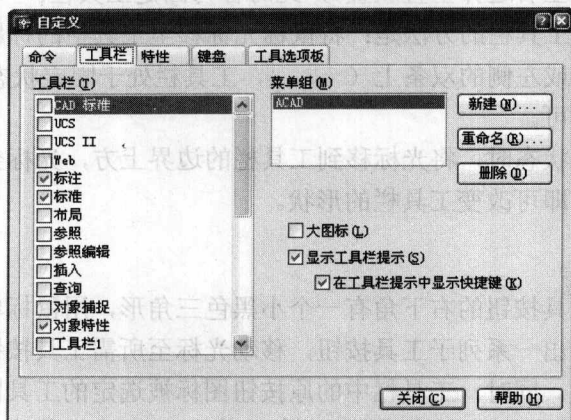 自定义
命令 工具栏 特性 键盘 工具选项板
工具栏(T)
CAD 标准
UCS
UCS II
Web
标注
标准
布局
参照
参照编辑
插入
查询
对象捕捉
对象特性
工具栏1
菜单组(M)
ACAD
新建(N)...
重命名(R)...
删除(D)
大图标(L)
显示工具栏提示(S)
在工具栏提示中显示快捷键(K)
关闭(C) 帮助(H)